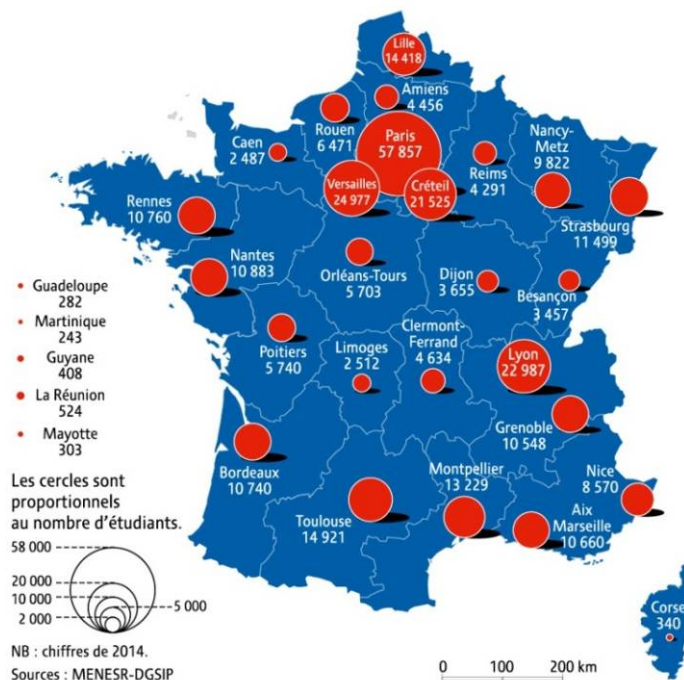 Lille
14 418
Amiens
4 456
Rouen
6 471
Caen
2 487
Paris
57 857
Versailles
24 977
Créteil
21 525
Reims
4 291
Nancy-
Metz
9 822
Strasbourg
11 499
Rennes
10 760
Nantes
10 883
Orléans-Tours
5 703
Dijon
3 655
Besançon
3 457
Poitiers
5 740
Limoges
2 512
Clermont-
Ferrand
4 634
Lyon
22 987
Grenoble
10 548
Bordeaux
10 740
Toulouse
14 921
Montpellier
13 229
Aix
Marseille
10 660
Nice
8 570
Corse
340
Guadeloupe
282
Martinique
243
Guyane
408
La Réunion
524
Mayotte
303
Les cercles sont
proportionnels
au nombre d'étudiants.
58 000
20 000
10 000
5 000
2 000
NB : chiffres de 2014.
Sources : MENESR-DGSIP
0 100 200 km